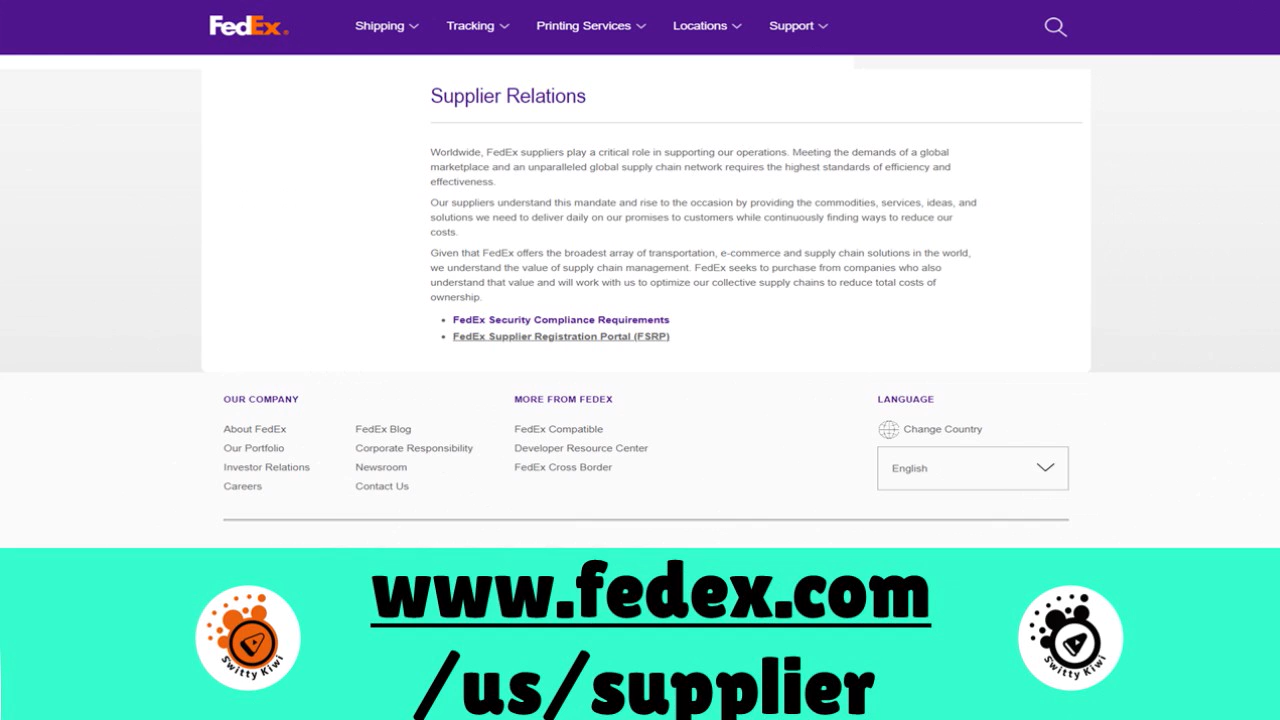 FedEx
Shipping Tracking Printing Services Locations Support
Supplier Relations
Worldwide, FedEx suppliers play a critical role in supporting our operations. Meeting the demands of a global
marketplace and an unparalleled global supply chain network requires the highest standards of efficiency and
effectiveness.
Our suppliers understand this mandate and rise to the occasion by providing the commodities, services, ideas, and
solutions we need to deliver daily on our promises to customers while continuously finding ways to reduce our
costs.
Given that FedEx offers the broadest array of transportation, e-commerce and supply chain solutions in the world,
we understand the value of supply chain management. FedEx seeks to purchase from companies who also
understand that value and will work with us to optimize our collective supply chains to reduce total costs of
ownership.
• FedEx Security Compliance Requirements
• FedEx Supplier Registration Portal (FSRP)
OUR COMPANY
About FedEx
Our Portfolio
Investor Relations
Careers
FedEx Blog
Corporate Responsibility
Newsroom
Contact Us
MORE FROM FEDEX
FedEx Compatible
Developer Resource Center
FedEx Cross Border
LANGUAGE
Change Country
English
www.fedex.com
/us/supplier
Switty Kiwi
Switty Kiwi